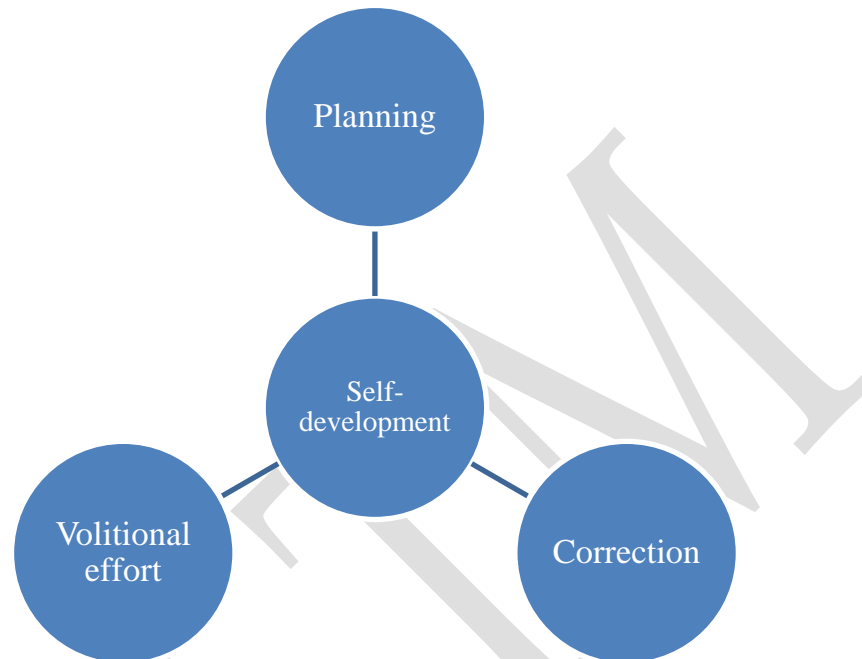 Planning
Self-
development
Volitional
effort
Correction